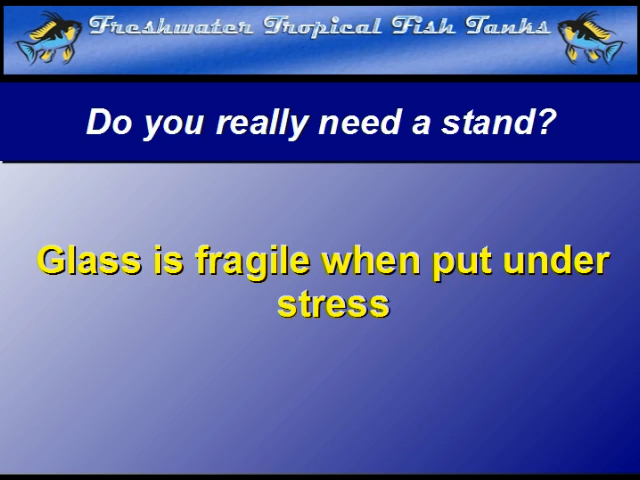 Freshwater Tropical Fish Tanks
Do you really need a stand?
Glass is fragile when put under
stress